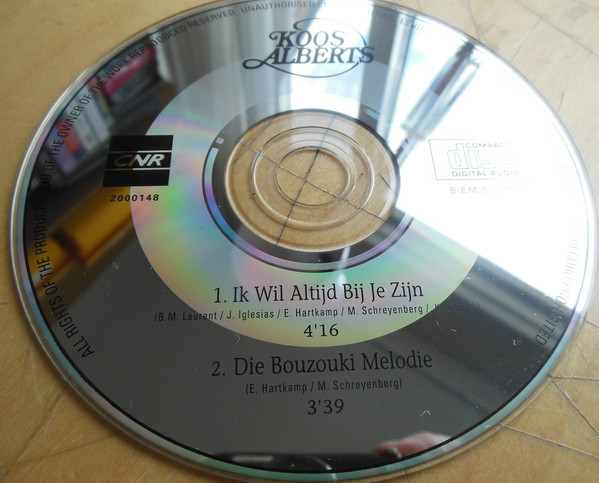 KOOS
ALBERTS
CNR
2000148
COMPACT
disc
DIGITAL AUDIO
1. Ik Wil Altijd Bij Je Zijn
(B.M. Laurent / J. Iglesias / E. Hartkamp / M. Schreyenberg /
4'16
2. Die Bouzouki Melodie
(E. Hartkamp / M. Schreyenberg)
3'39
ALL RIGHTS OF THE PRODUCER AND OF THE OWNER OF THE WORK REPRODUCED RESERVED. UNAUTHORISED